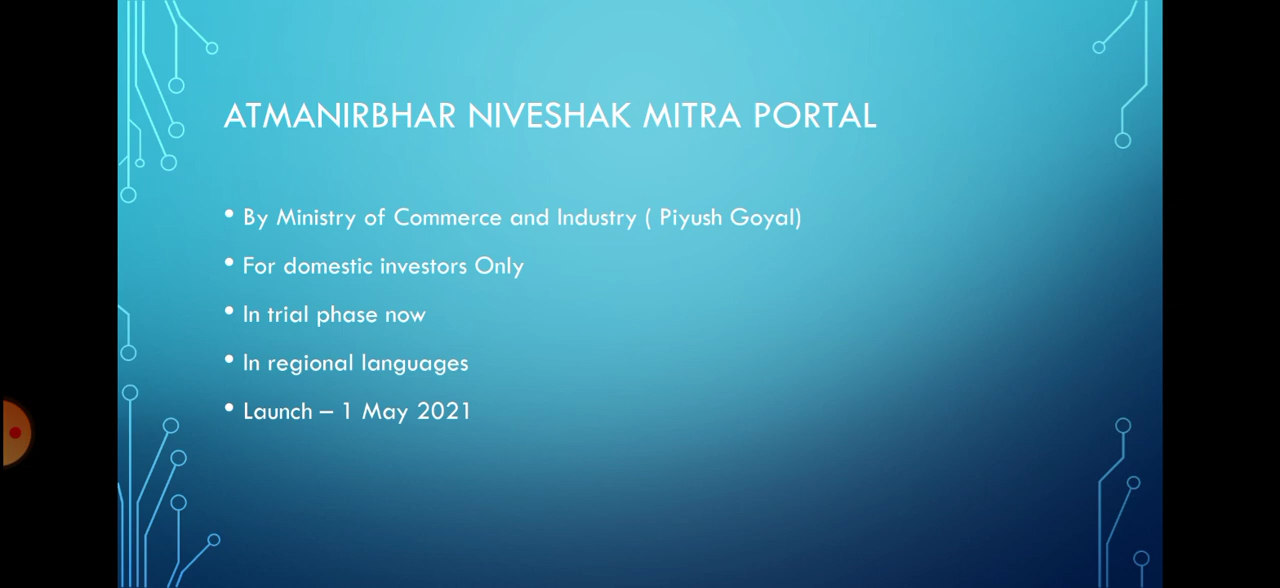 ATMANIRBHAR NIVESHAK MITRA PORTAL
• By Ministry of Commerce and Industry ( Piyush Goyal)
• For domestic investors Only
• In trial phase now
• In regional languages
• Launch – 1 May 2021